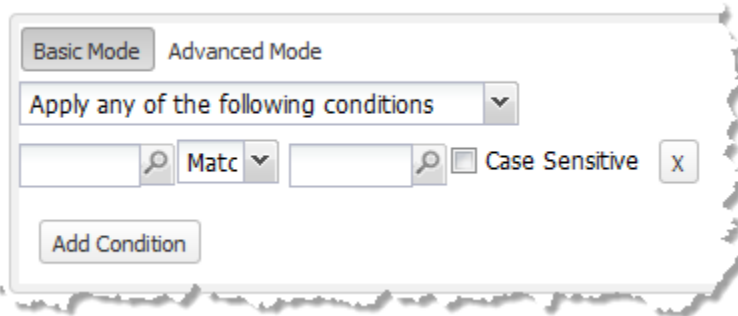 Basic Mode Advanced Mode
Apply any of the following conditions
Matc Case Sensitive x
Add Condition